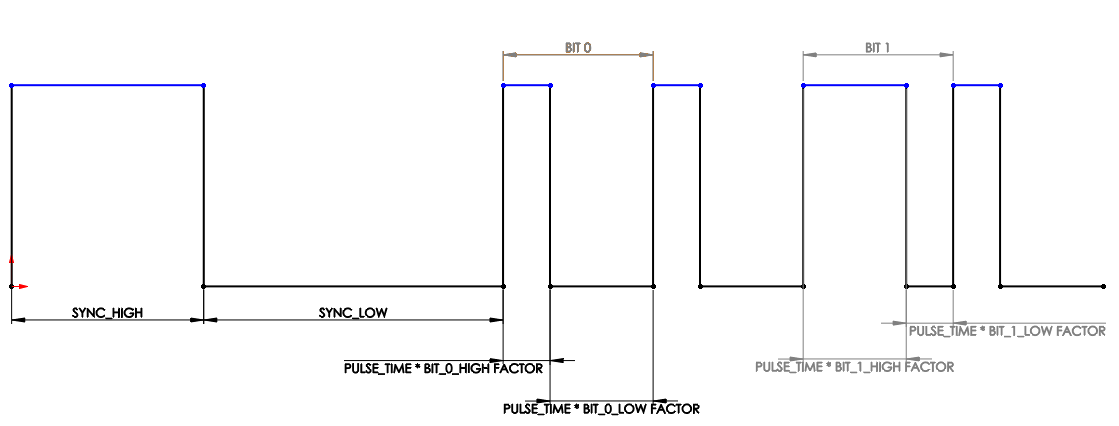 BIT 0
BIT 1
SYNC_HIGH
SYNC_LOW
PULSE_TIME * BIT_1_LOW FACTOR
PULSE_TIME * BIT_0_HIGH FACTOR
PULSE_TIME * BIT_1_HIGH FACTOR
PULSE_TIME * BIT_0_LOW FACTOR